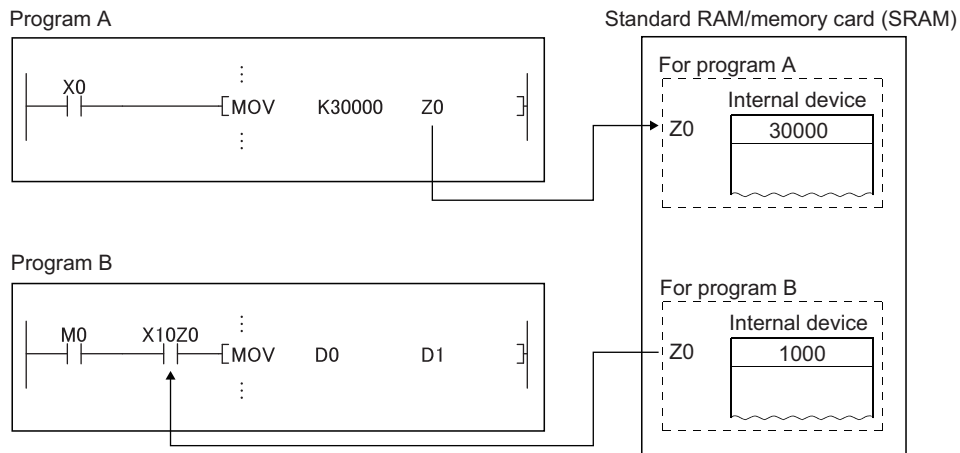 Program A
X0
MOV K30000 Z0
Standard RAM/memory card (SRAM)
For program A
Internal device
Z0 30000
Program B
M0 X10Z0
MOV D0 D1
For program B
Internal device
Z0 1000